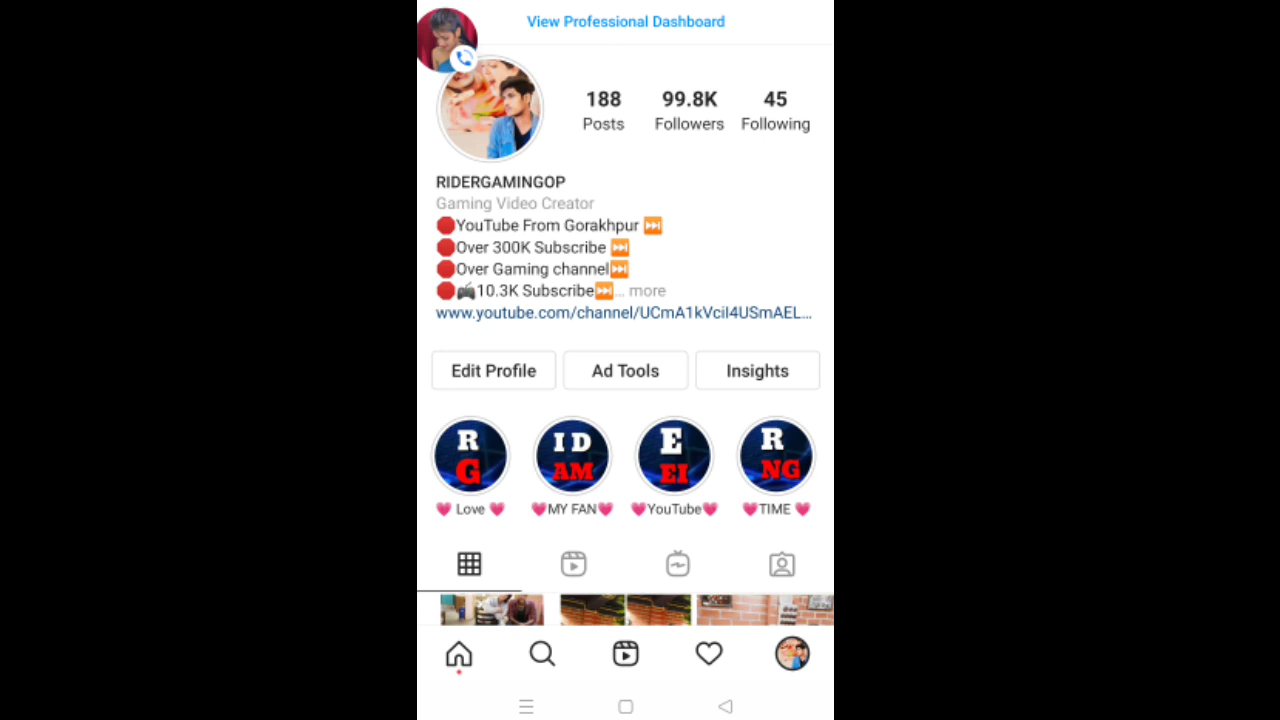 View Professional Dashboard
188 99.8K 45
Posts Followers Following
RIDERGAMINGOP
Gaming Video Creator
🛑YouTube From Gorakhpur ⏭️
🛑Over 300K Subscribe ⏭️
🛑Over Gaming channel⏭️
🛑🎮10.3K Subscribe⏭️... more
www.youtube.com/channel/UCmA1kVciI4USmAEL...
Edit Profile Ad Tools Insights
R I D E R
G AM EI NG
💗 Love 💗 💗MY FAN💗 💗YouTube💗 💗TIME 💗